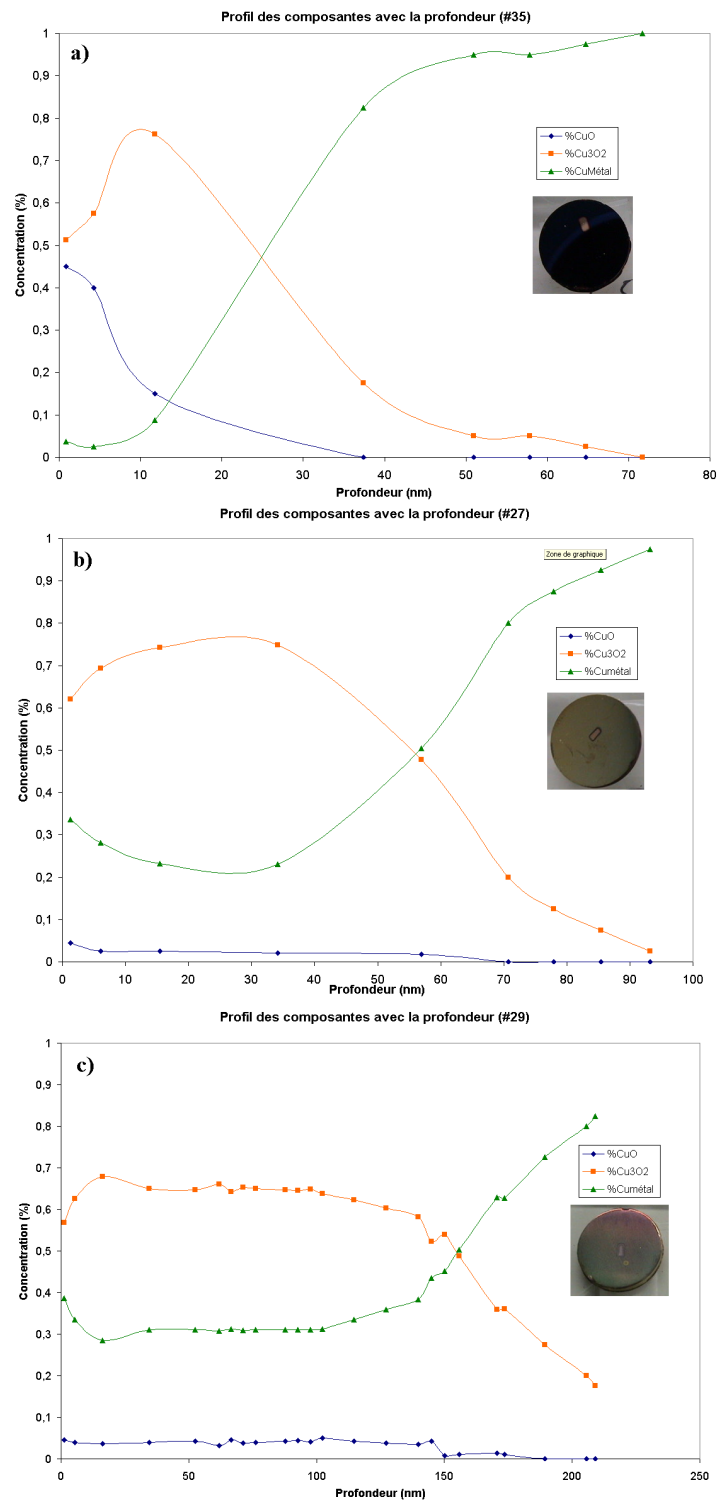 Profil des composantes avec la profondeur (#35)
a)
1
0,9
0,8
0,7
0,6
0,5
0,4
0,3
0,2
0,1
0
Concentration (%)
%CuO
%Cu3O2
%CuMétal
0 10 20 30 40 50 60 70 80
Profondeur (nm)
Profil des composantes avec la profondeur (#27)
b)
1
0,9
0,8
0,7
0,6
0,5
0,4
0,3
0,2
0,1
0
Concentration (%)
Zone de graphique
%CuO
%Cu3O2
%Cumétal
0 10 20 30 40 50 60 70 80 90 100
Profondeur (nm)
Profil des composantes avec la profondeur (#29)
c)
1
0,9
0,8
0,7
0,6
0,5
0,4
0,3
0,2
0,1
0
Concentration (%)
%CuO
%Cu3O2
%Cumétal
0 50 100 150 200 250
Profondeur (nm)